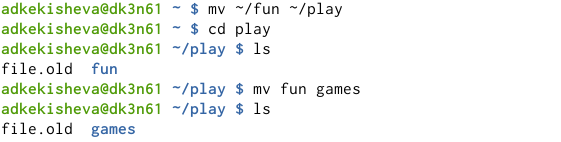 adkekisheva@dk3n61 ~ $ mv ~/fun ~/play
adkekisheva@dk3n61 ~ $ cd play
adkekisheva@dk3n61 ~/play $ ls
file.old  fun
adkekisheva@dk3n61 ~/play $ mv fun games
adkekisheva@dk3n61 ~/play $ ls
file.old  games